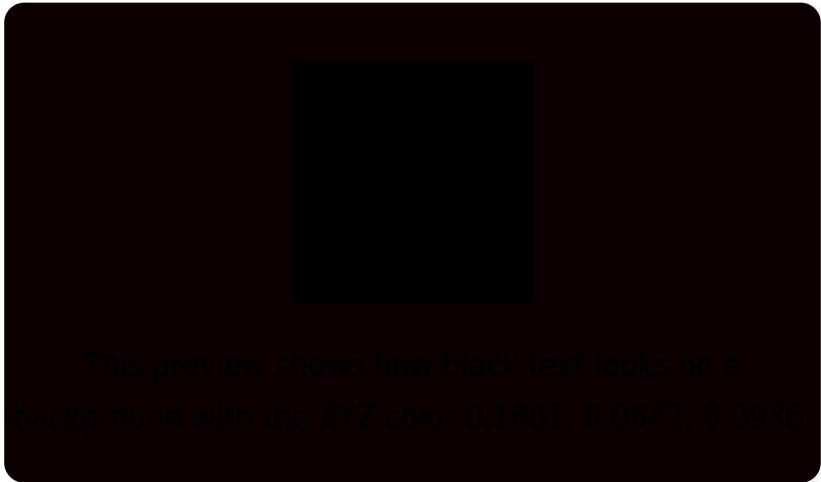 This preview shows how black text looks on a
background with the XYZ color 0.1681, 0.0847, 0.0936.